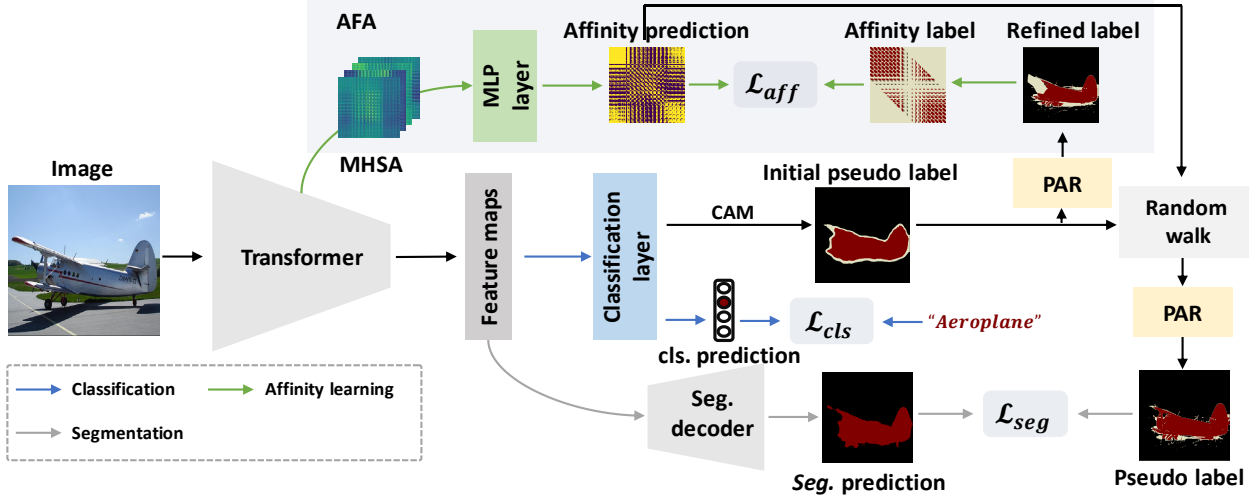 AFA
Affinity prediction
Affinity label
Refined label
MLP
layer
ℒaff
MHSA
Image
Transformer
Feature maps
Classification
layer
CAM
Initial pseudo label
PAR
Random
walk
PAR
cls. prediction
ℒcls
“Aeroplane”
Classification
Affinity learning
Segmentation
Seg.
decoder
Seg. prediction
ℒseg
Pseudo label